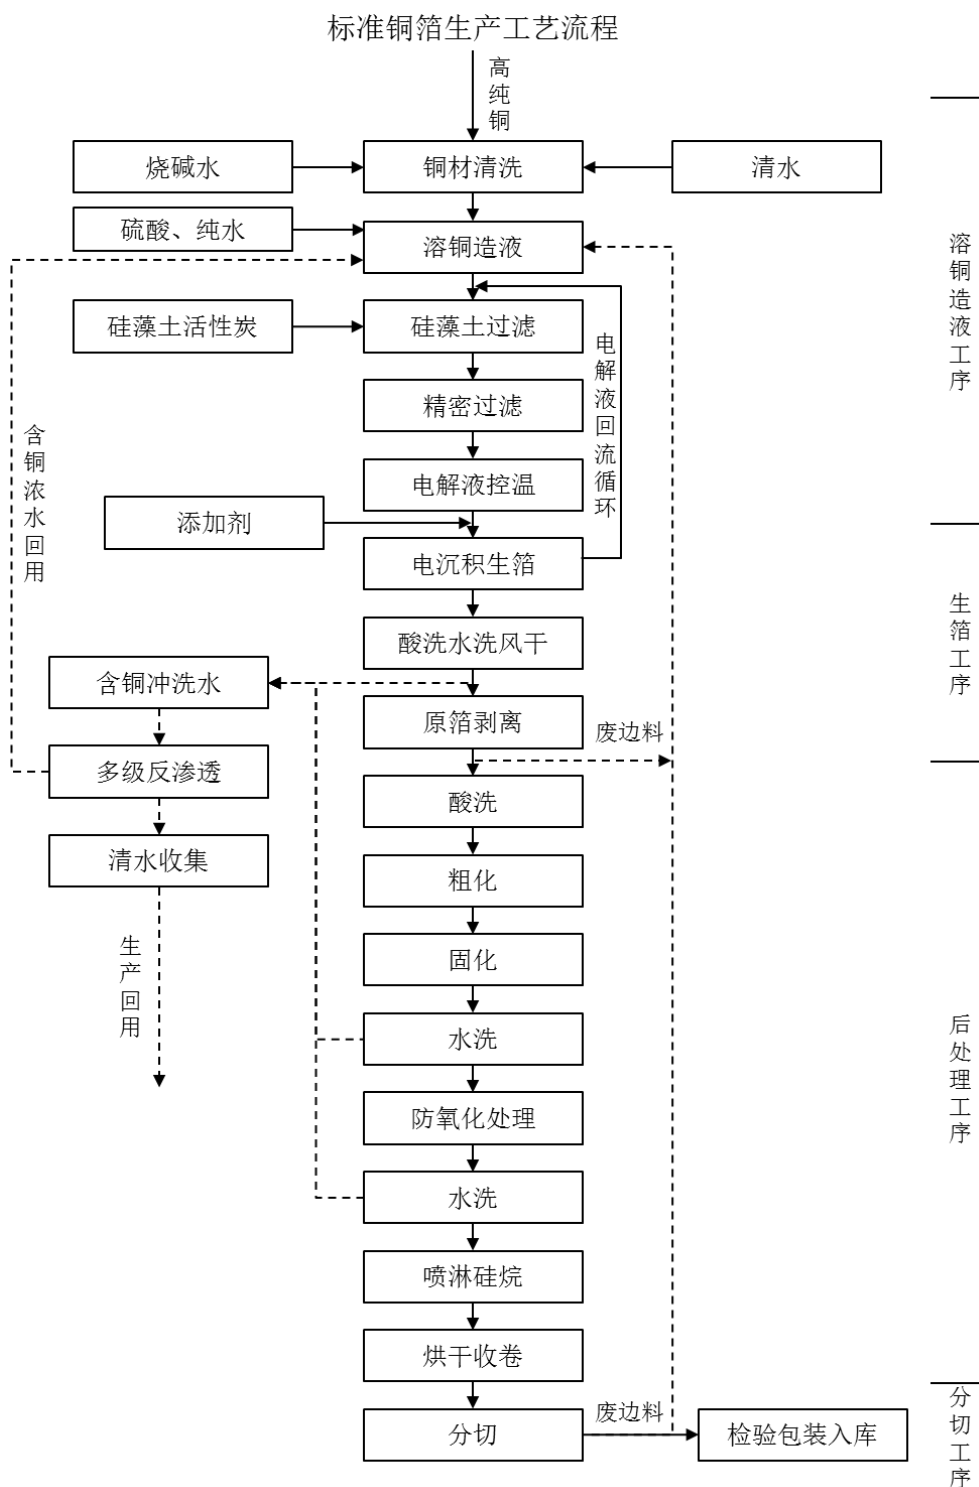 标准铜箔生产工艺流程
高纯铜
烧碱水
铜材清洗
清水
硫酸、纯水
溶铜造液
硅藻土活性炭
硅藻土过滤
精密过滤
电解液控温
电解液回流循环
添加剂
电沉积生箔
酸洗水洗风干
含铜浓水回用
含铜冲洗水
原箔剥离
废边料
多级反渗透
酸洗
清水收集
粗化
固化
生产回用
水洗
防氧化处理
水洗
喷淋硅烷
烘干收卷
分切
废边料
检验包装入库
溶铜造液工序
生箔工序
后处理工序
分切工序